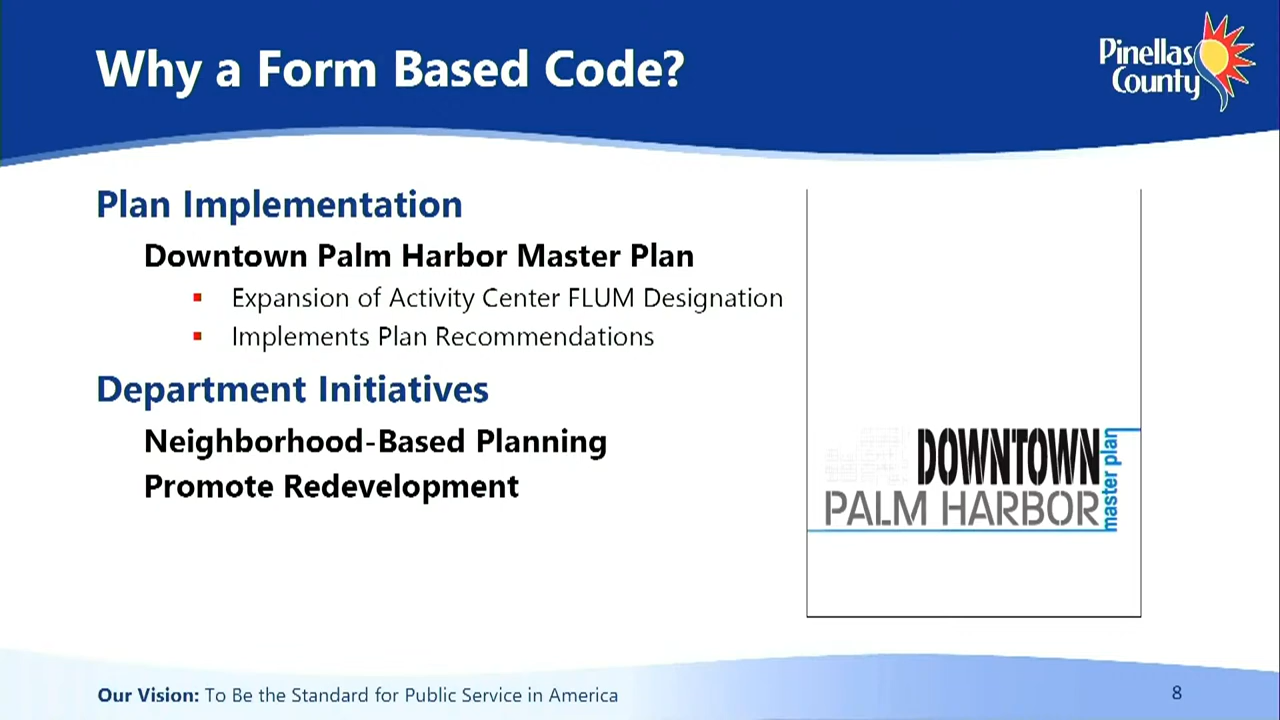 Why a Form Based Code?
Pinellas
County
Plan Implementation
Downtown Palm Harbor Master Plan
Expansion of Activity Center FLUM Designation
Implements Plan Recommendations
Department Initiatives
Neighborhood-Based Planning
Promote Redevelopment
DOWNTOWN
PALM HARBOR
master plan
Our Vision: To Be the Standard for Public Service in America
8